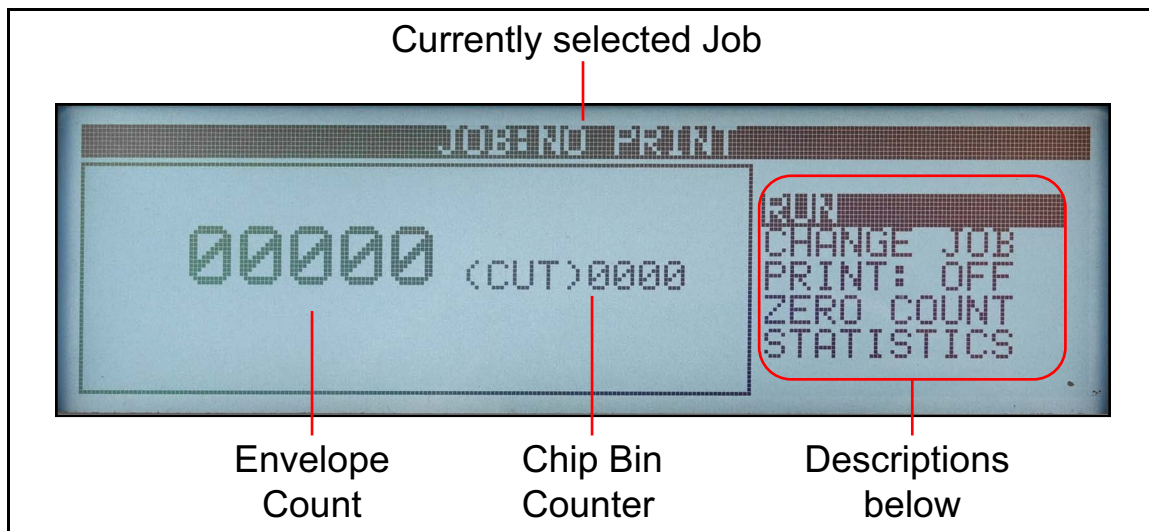 Currently selected Job
JOB:NO PRINT
RUN
CHANGE JOB
PRINT: OFF
ZERO COUNT
STATISTICS
00000 (CUT)0000
Envelope
Count
Chip Bin
Counter
Descriptions
below